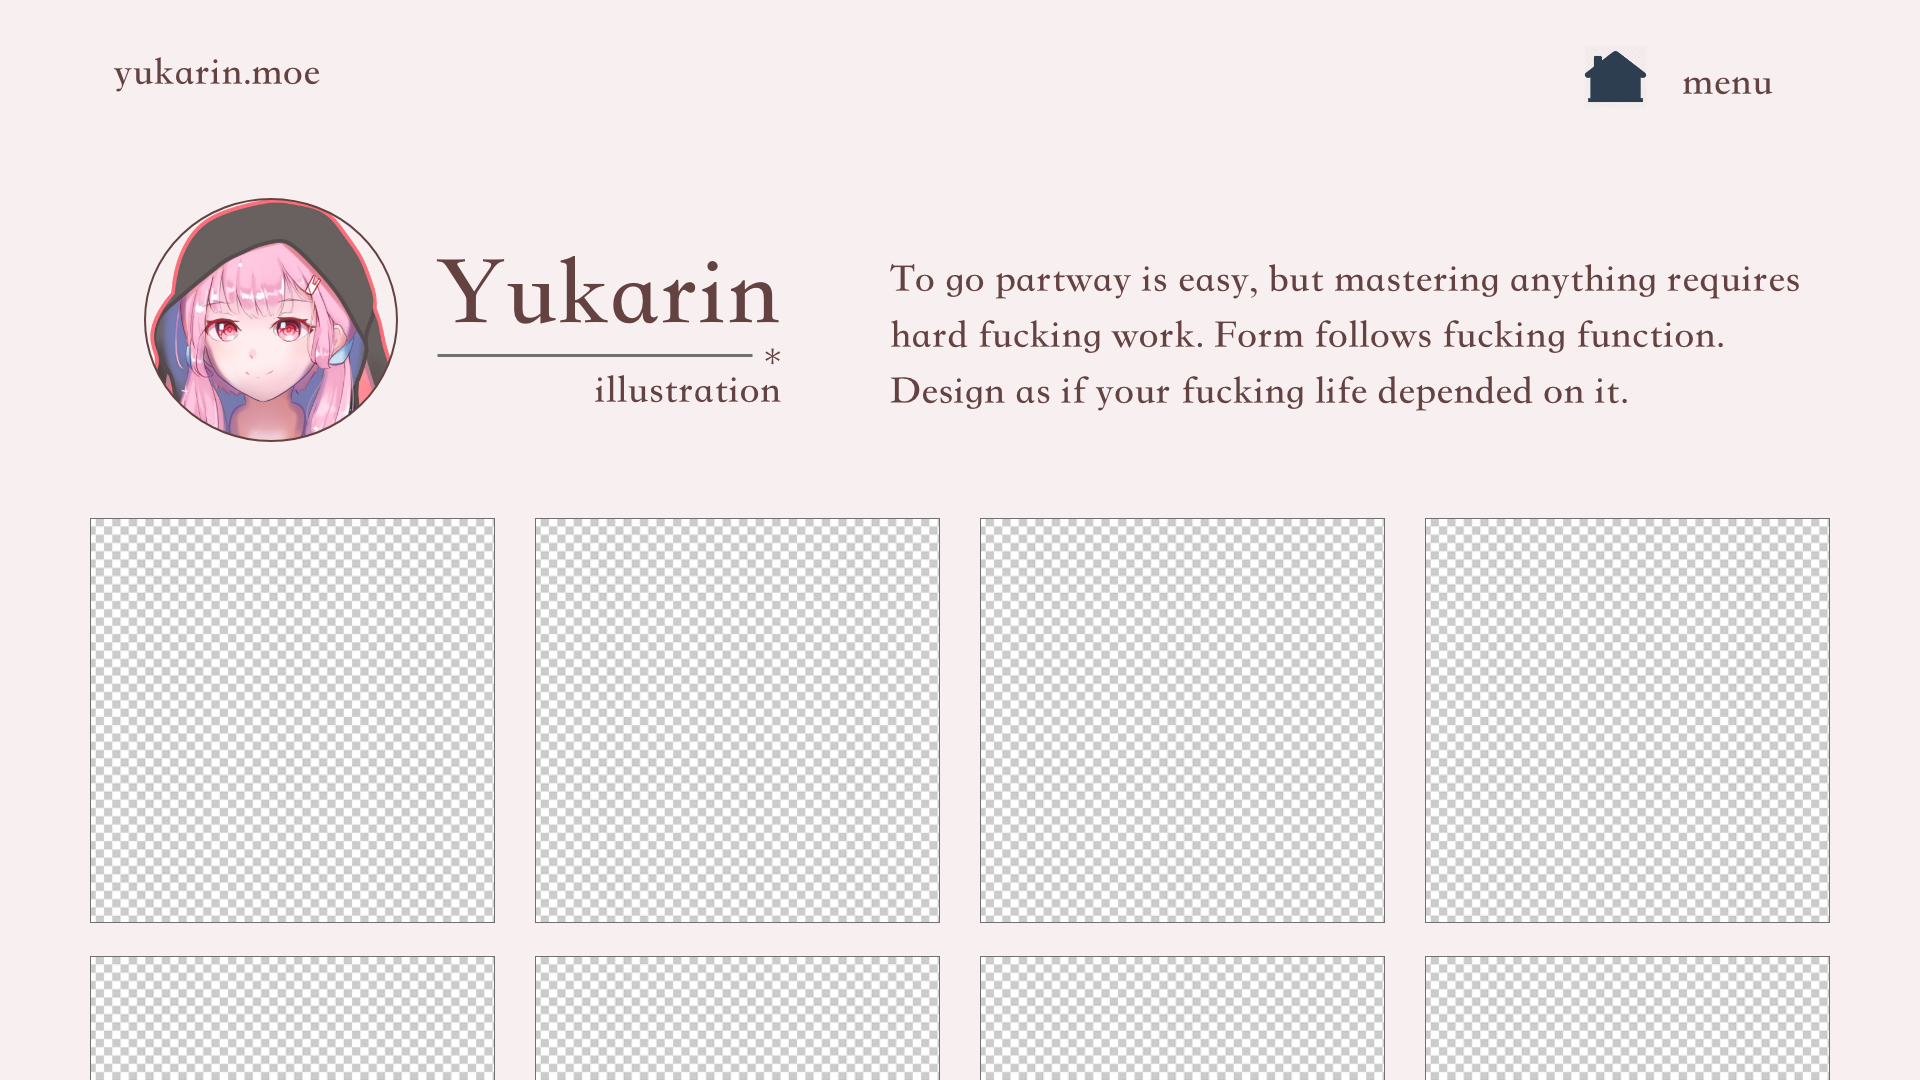 yukarin.moe
menu
Yukarin
*
illustration
To go partway is easy, but mastering anything requires
hard fucking work. Form follows fucking function.
Design as if your fucking life depended on it.